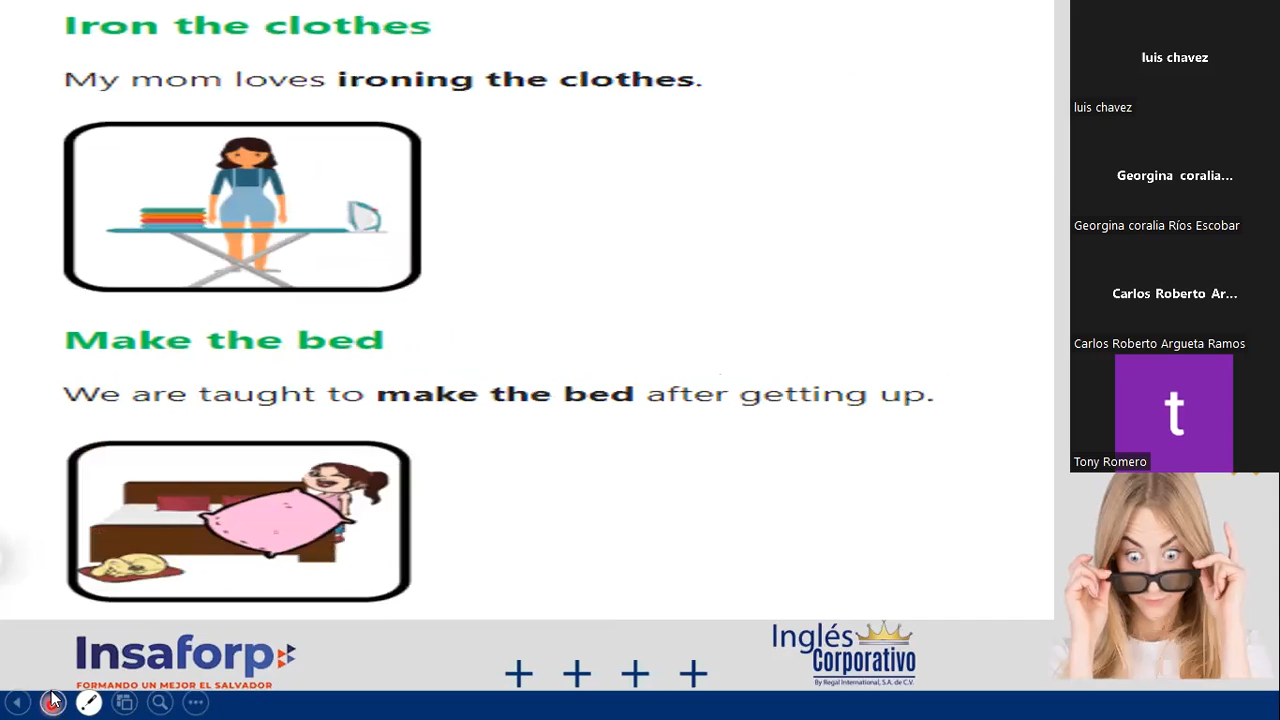 Iron the clothes
My mom loves ironing the clothes.
Make the bed
We are taught to make the bed after getting up.
Insaforp
FORMANDO UN MEJOR EL SALVADOR
+ + + +
Inglés
Corporativo
By Regal International, S.A. de C.V.
luis chavez
luis chavez
Georgina coralia...
Georgina coralia Ríos Escobar
Carlos Roberto Ar...
Carlos Roberto Argueta Ramos
t
Tony Romero